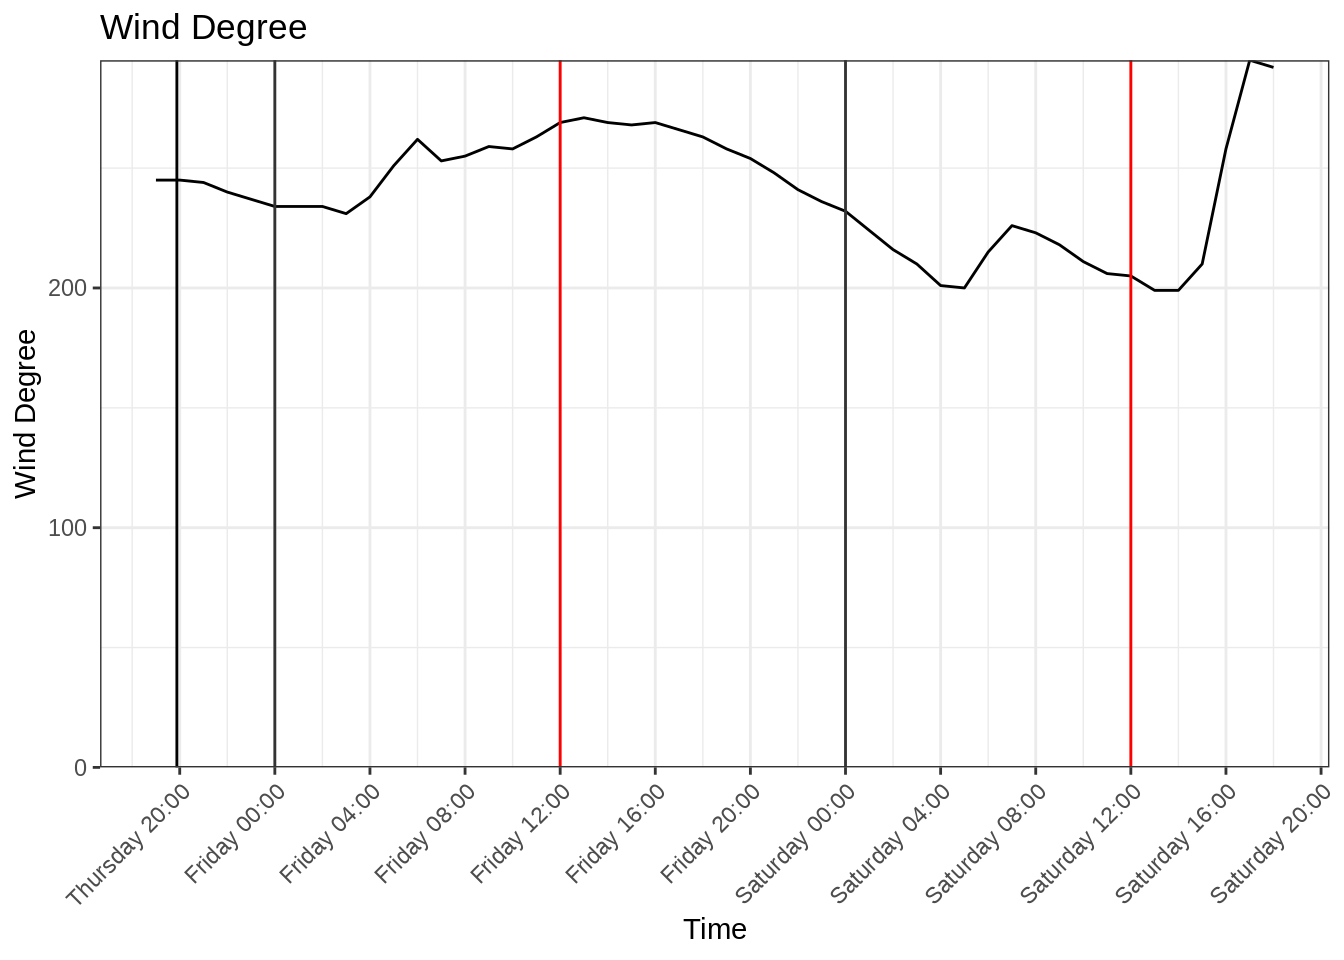 Wind Degree
Wind Degree
200
100
0
Thursday 20:00
Friday 00:00
Friday 04:00
Friday 08:00
Friday 12:00
Friday 16:00
Friday 20:00
Saturday 00:00
Saturday 04:00
Saturday 08:00
Saturday 12:00
Saturday 16:00
Saturday 20:00
Time